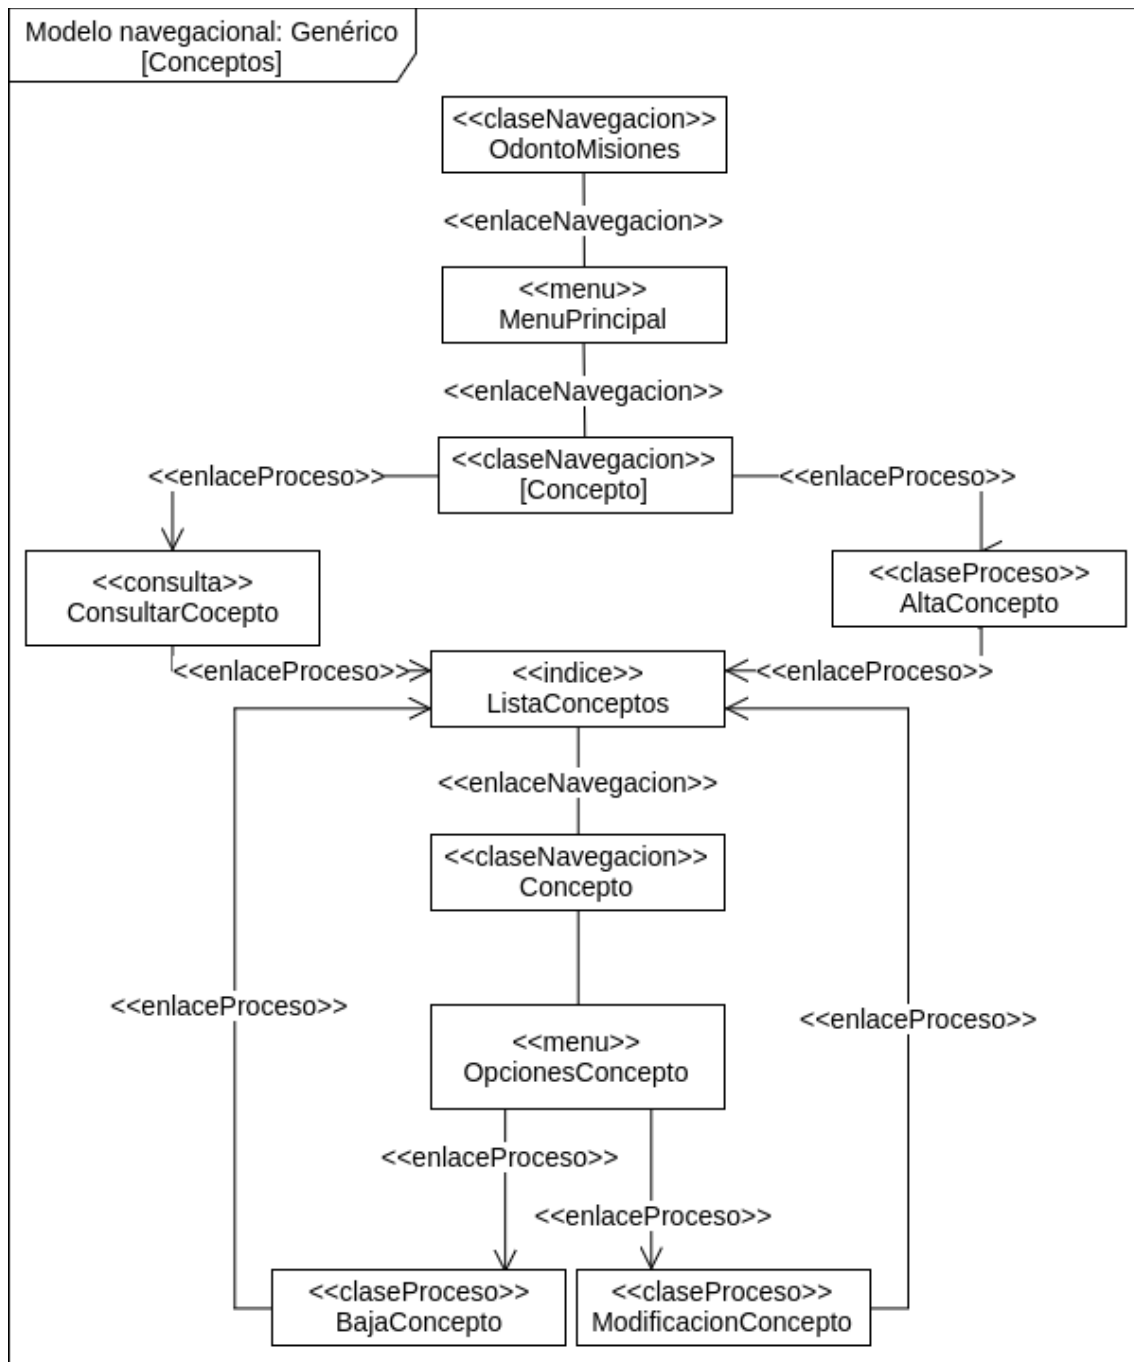 Modelo navegacional: Genérico
[Conceptos]
<<claseNavegacion>>
OdontoMisiones
<<enlaceNavegacion>>
<<menu>>
MenuPrincipal
<<enlaceNavegacion>>
<<claseNavegacion>>
[Concepto]
<<enlaceProceso>>
<<enlaceProceso>>
<<consulta>>
ConsultarCocepto
<<claseProceso>>
AltaConcepto
<<enlaceProceso>>
<<indice>>
ListaConceptos
<<enlaceProceso>>
<<enlaceNavegacion>>
<<claseNavegacion>>
Concepto
<<enlaceProceso>>
<<enlaceProceso>>
<<menu>>
OpcionesConcepto
<<enlaceProceso>>
<<enlaceProceso>>
<<claseProceso>>
BajaConcepto
<<claseProceso>>
ModificacionConcepto